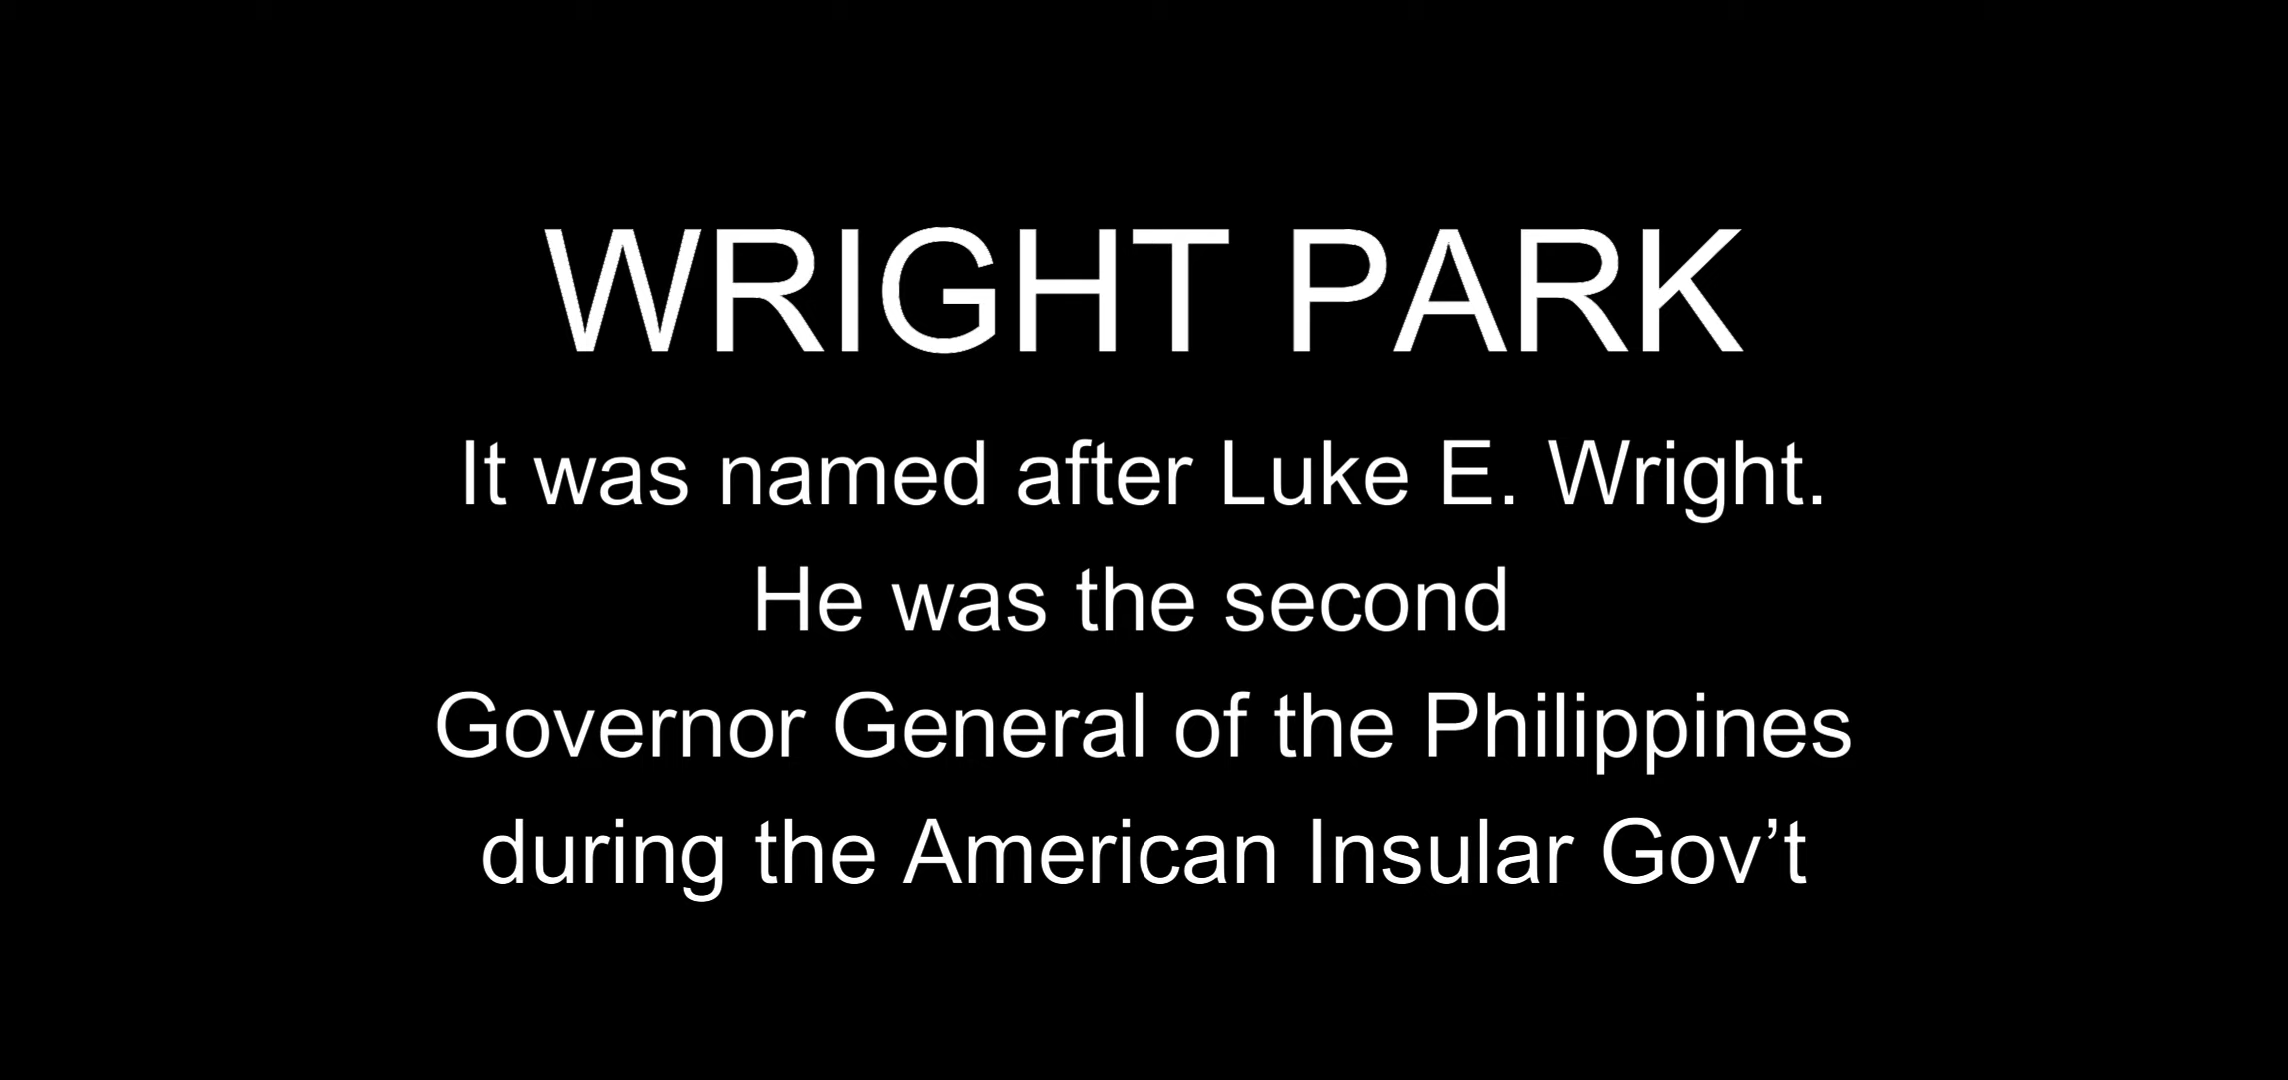 WRIGHT PARK
It was named after Luke E. Wright.
He was the second
Governor General of the Philippines
during the American Insular Gov’t